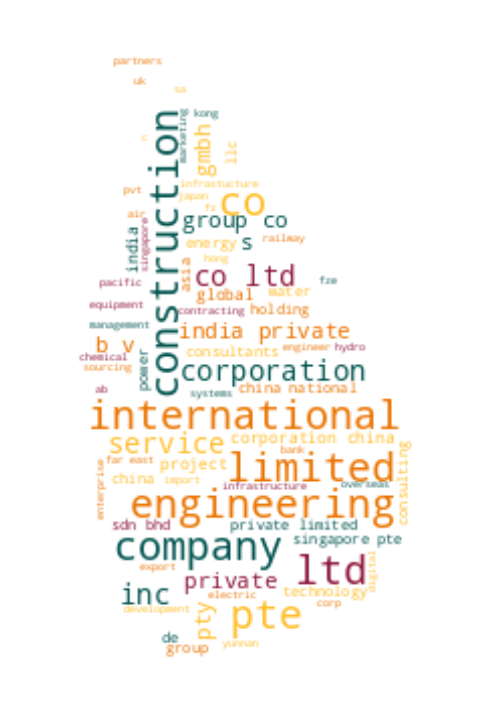 partners
uk
sa
kong
marketing
construction
c
gmbh
llc
infrastucture
pvt
japan
co
fz
air
group co
singapore
india
s
railway
energy
hong
asia
co ltd
pacific
fze
global
water
equipment
contracting
holding
management
india private
b v
consultants
engineer
hydro
chemical
sourcing
power
corporation
china national
ab
systems
international
service
corporation china
bank
far east
project
limited
consulting
enterprise
china
import
infrastructure
overseas
engineering
sdn bhd
private limited
company
singapore pte
export
private
ltd
digital
inc
electric
technology
development
pty
pte
corp
de
group
yunnan